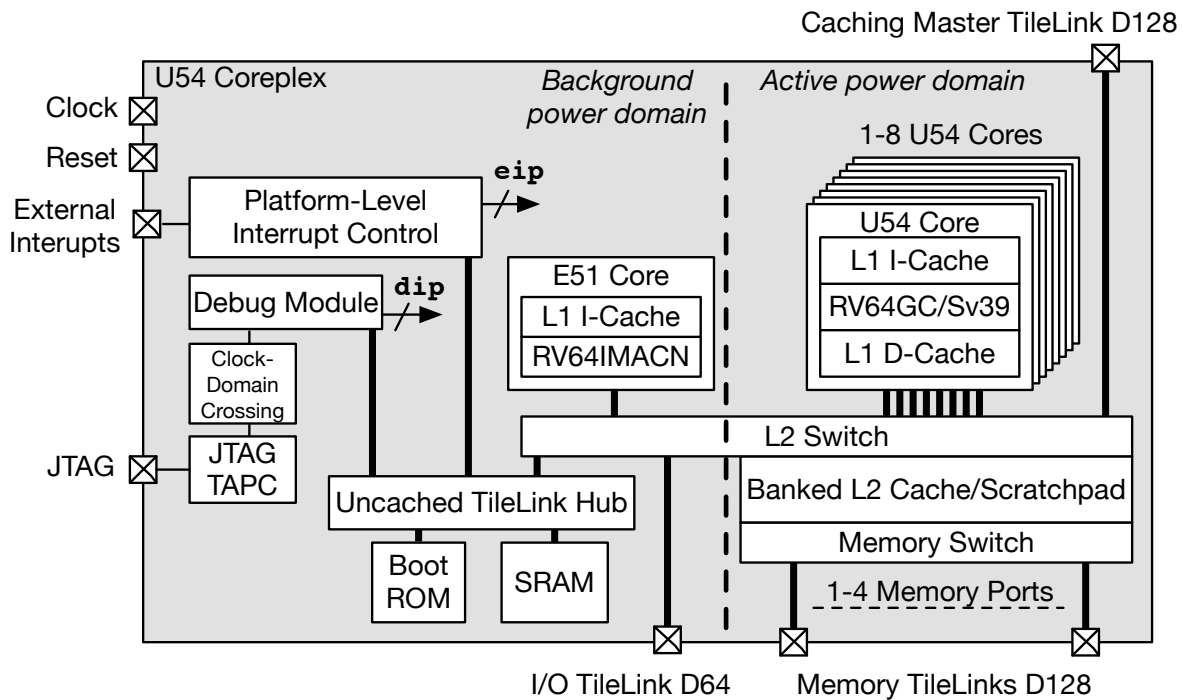 Caching Master TileLink D128
U54 Coreplex
Background
power domain
Active power domain
Clock
Reset
External
Interupts
1-8 U54 Cores
eip
Platform-Level
Interrupt Control
U54 Core
L1 I-Cache
RV64GC/Sv39
L1 D-Cache
E51 Core
L1 I-Cache
RV64IMACN
dip
Debug Module
Clock-
Domain
Crossing
JTAG
JTAG
TAPC
L2 Switch
Uncached TileLink Hub
Banked L2 Cache/Scratchpad
Memory Switch
Boot
ROM
SRAM
1-4 Memory Ports
I/O TileLink D64
Memory TileLinks D128